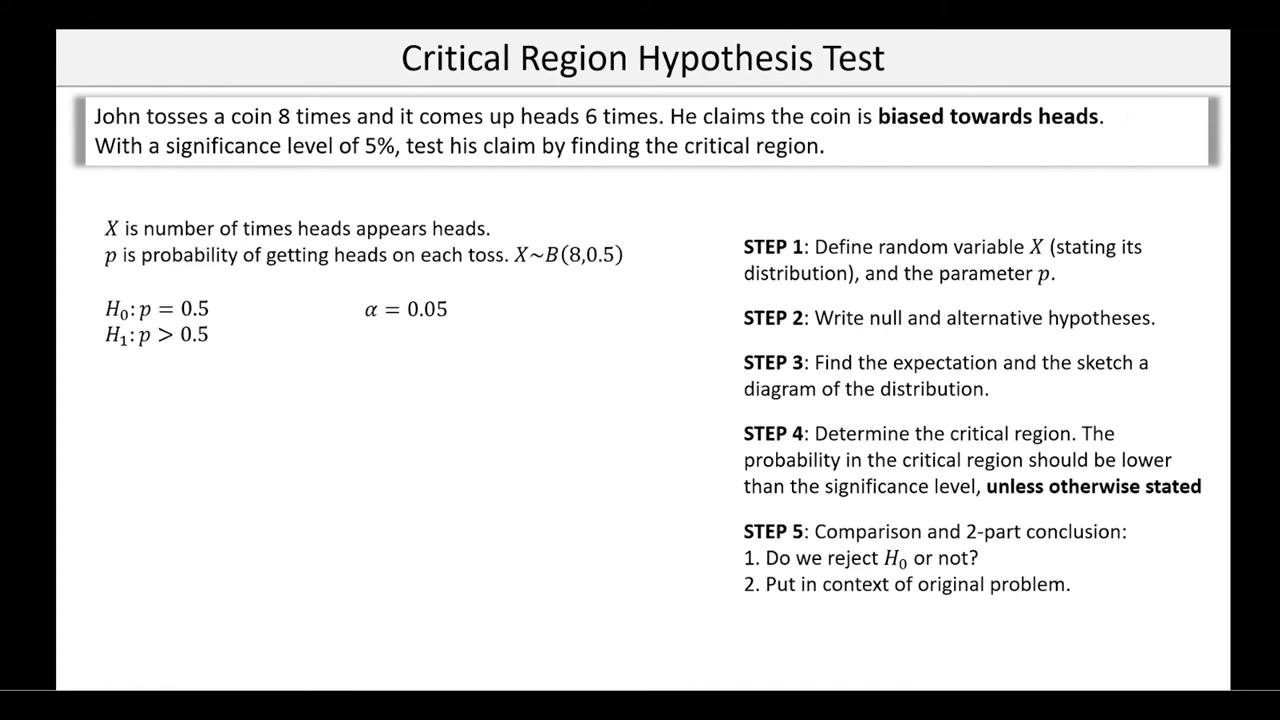 Critical Region Hypothesis Test
John tosses a coin 8 times and it comes up heads 6 times. He claims the coin is biased towards heads.
With a significance level of 5%, test his claim by finding the critical region.
X is number of times heads appears heads.
p is probability of getting heads on each toss. X~B(8,0.5)
H₀: p = 0.5 α = 0.05
H₁: p > 0.5
STEP 1: Define random variable X (stating its
distribution), and the parameter p.
STEP 2: Write null and alternative hypotheses.
STEP 3: Find the expectation and the sketch a
diagram of the distribution.
STEP 4: Determine the critical region. The
probability in the critical region should be lower
than the significance level, unless otherwise stated
STEP 5: Comparison and 2-part conclusion:
1. Do we reject H₀ or not?
2. Put in context of original problem.